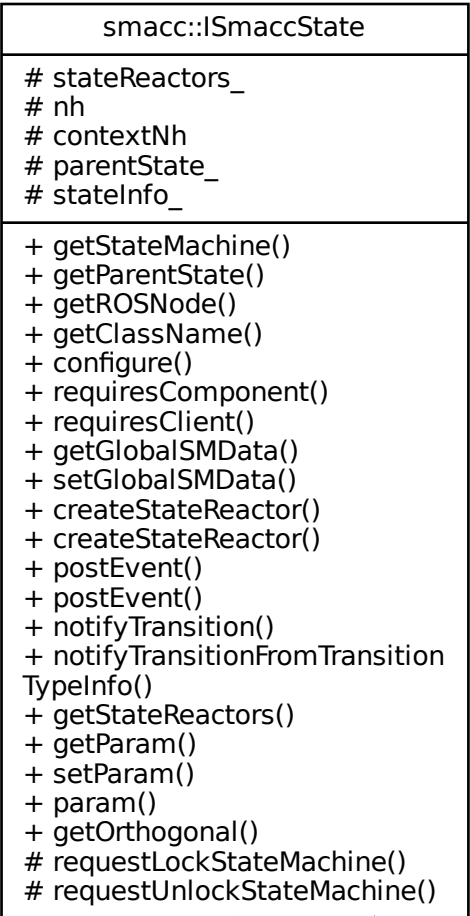 smacc::ISmaccState
# stateReactors_
# nh
# contextNh
# parentState_
# stateInfo_
+ getStateMachine()
+ getParentState()
+ getROSNode()
+ getClassName()
+ configure()
+ requiresComponent()
+ requiresClient()
+ getGlobalSMData()
+ setGlobalSMData()
+ createStateReactor()
+ createStateReactor()
+ postEvent()
+ postEvent()
+ notifyTransition()
+ notifyTransitionFromTransition
TypeInfo()
+ getStateReactors()
+ getParam()
+ setParam()
+ param()
+ getOrthogonal()
# requestLockStateMachine()
# requestUnlockStateMachine()